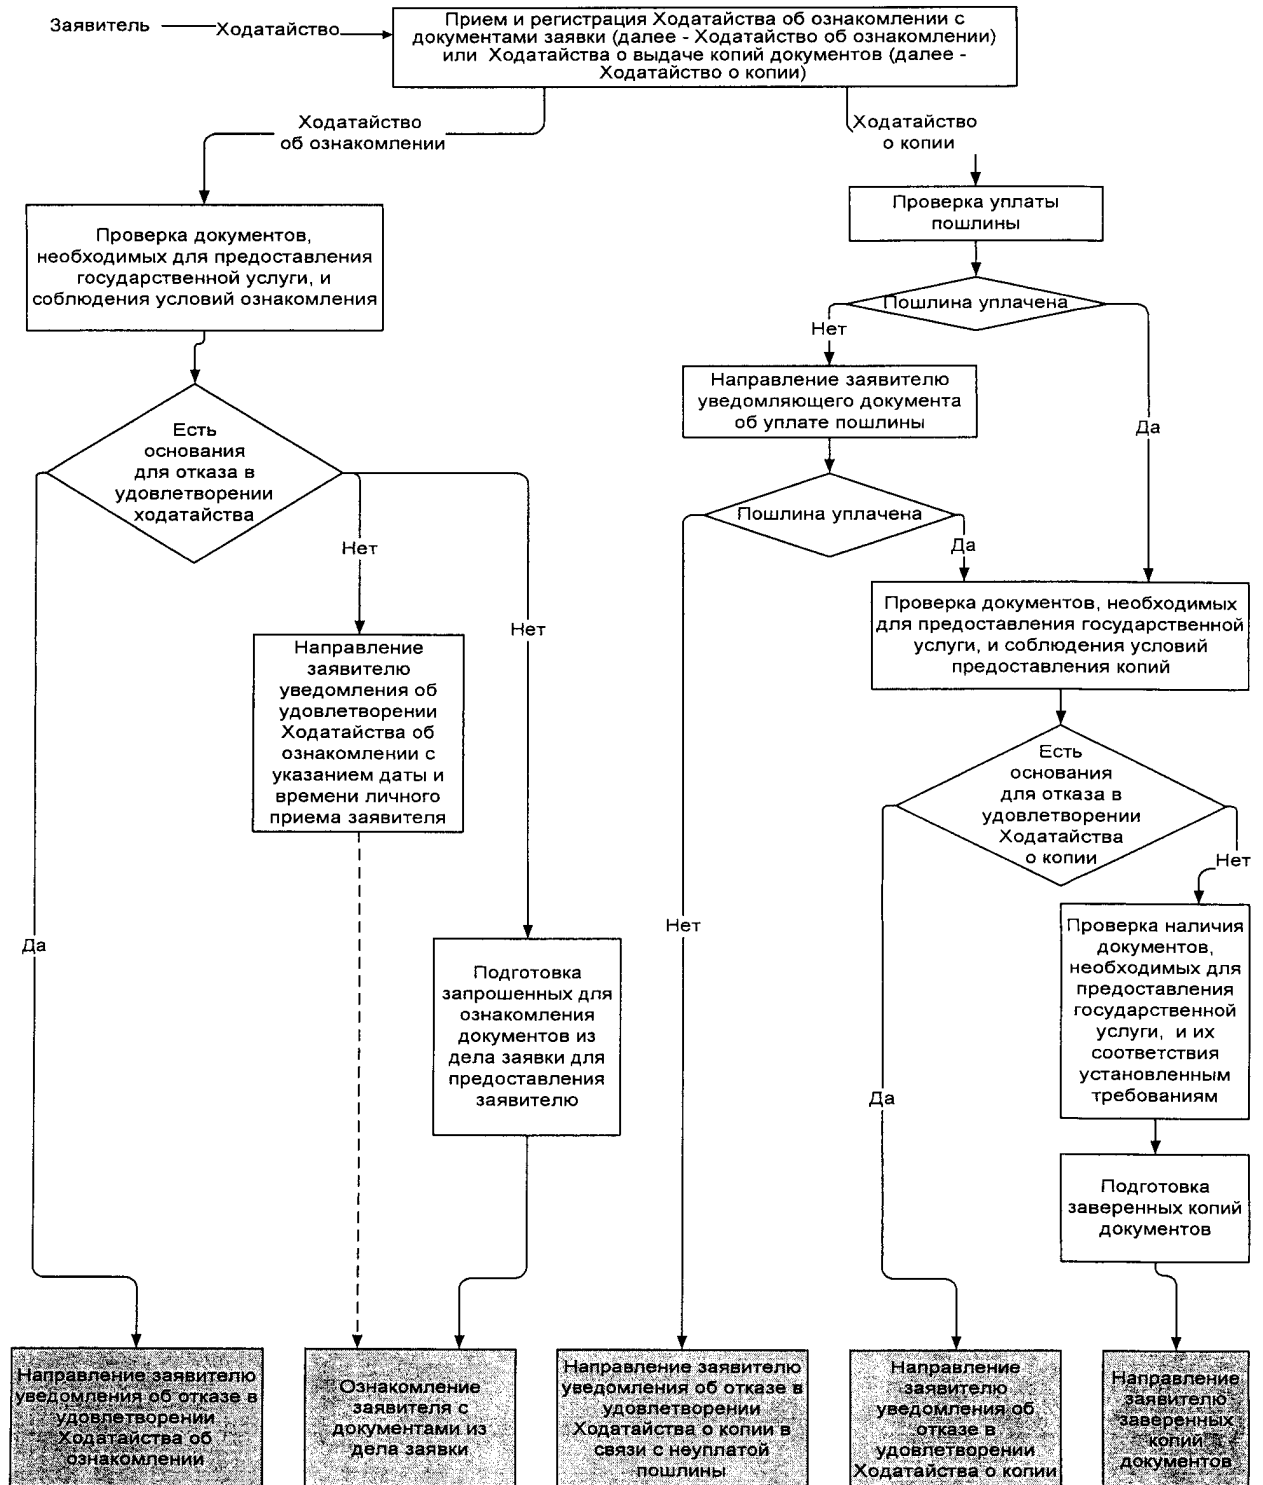 Заявитель
Ходатайство
Прием и регистрация Ходатайства об ознакомлении с
документами заявки (далее - Ходатайство об ознакомлении)
или Ходатайства о выдаче копий документов (далее -
Ходатайство о копии)
Ходатайство
об ознакомлении
Ходатайство
о копии
Проверка документов,
необходимых для предоставления
государственной услуги, и
соблюдения условий ознакомления
Проверка уплаты
пошлины
Пошлина уплачена
Нет
Да
Направление заявителю
уведомляющего документа
об уплате пошлины
Есть
основания
для отказа в
удовлетворении
ходатайства
Пошлина уплачена
Нет
Да
Нет
Проверка документов, необходимых
для предоставления государственной
услуги, и соблюдения условий
предоставления копий
Направление
заявителю
уведомления об
удовлетворении
Ходатайства об
ознакомлении с
указанием даты и
времени личного
приема заявителя
Есть
основания
для отказа в
удовлетворении
Ходатайства
о копии
Нет
Да
Нет
Подготовка
запрошенных для
ознакомления
документов из
дела заявки для
предоставления
заявителю
Проверка наличия
документов,
необходимых для
предоставления
государственной
услуги, и их
соответствия
установленным
требованиям
Да
Подготовка
заверенных копий
документов
Направление заявителю
уведомления об отказе в
удовлетворении
Ходатайства об
ознакомлении
Ознакомление
заявителя с
документами из
дела заявки
Направление заявителю
уведомления об отказе в
удовлетворении
Ходатайства о копии в
связи с неуплатой
пошлины
Направление
заявителю
уведомления об
отказе в
удовлетворении
Ходатайства о копии
Направление
заявителю
заверенных
копий
документов